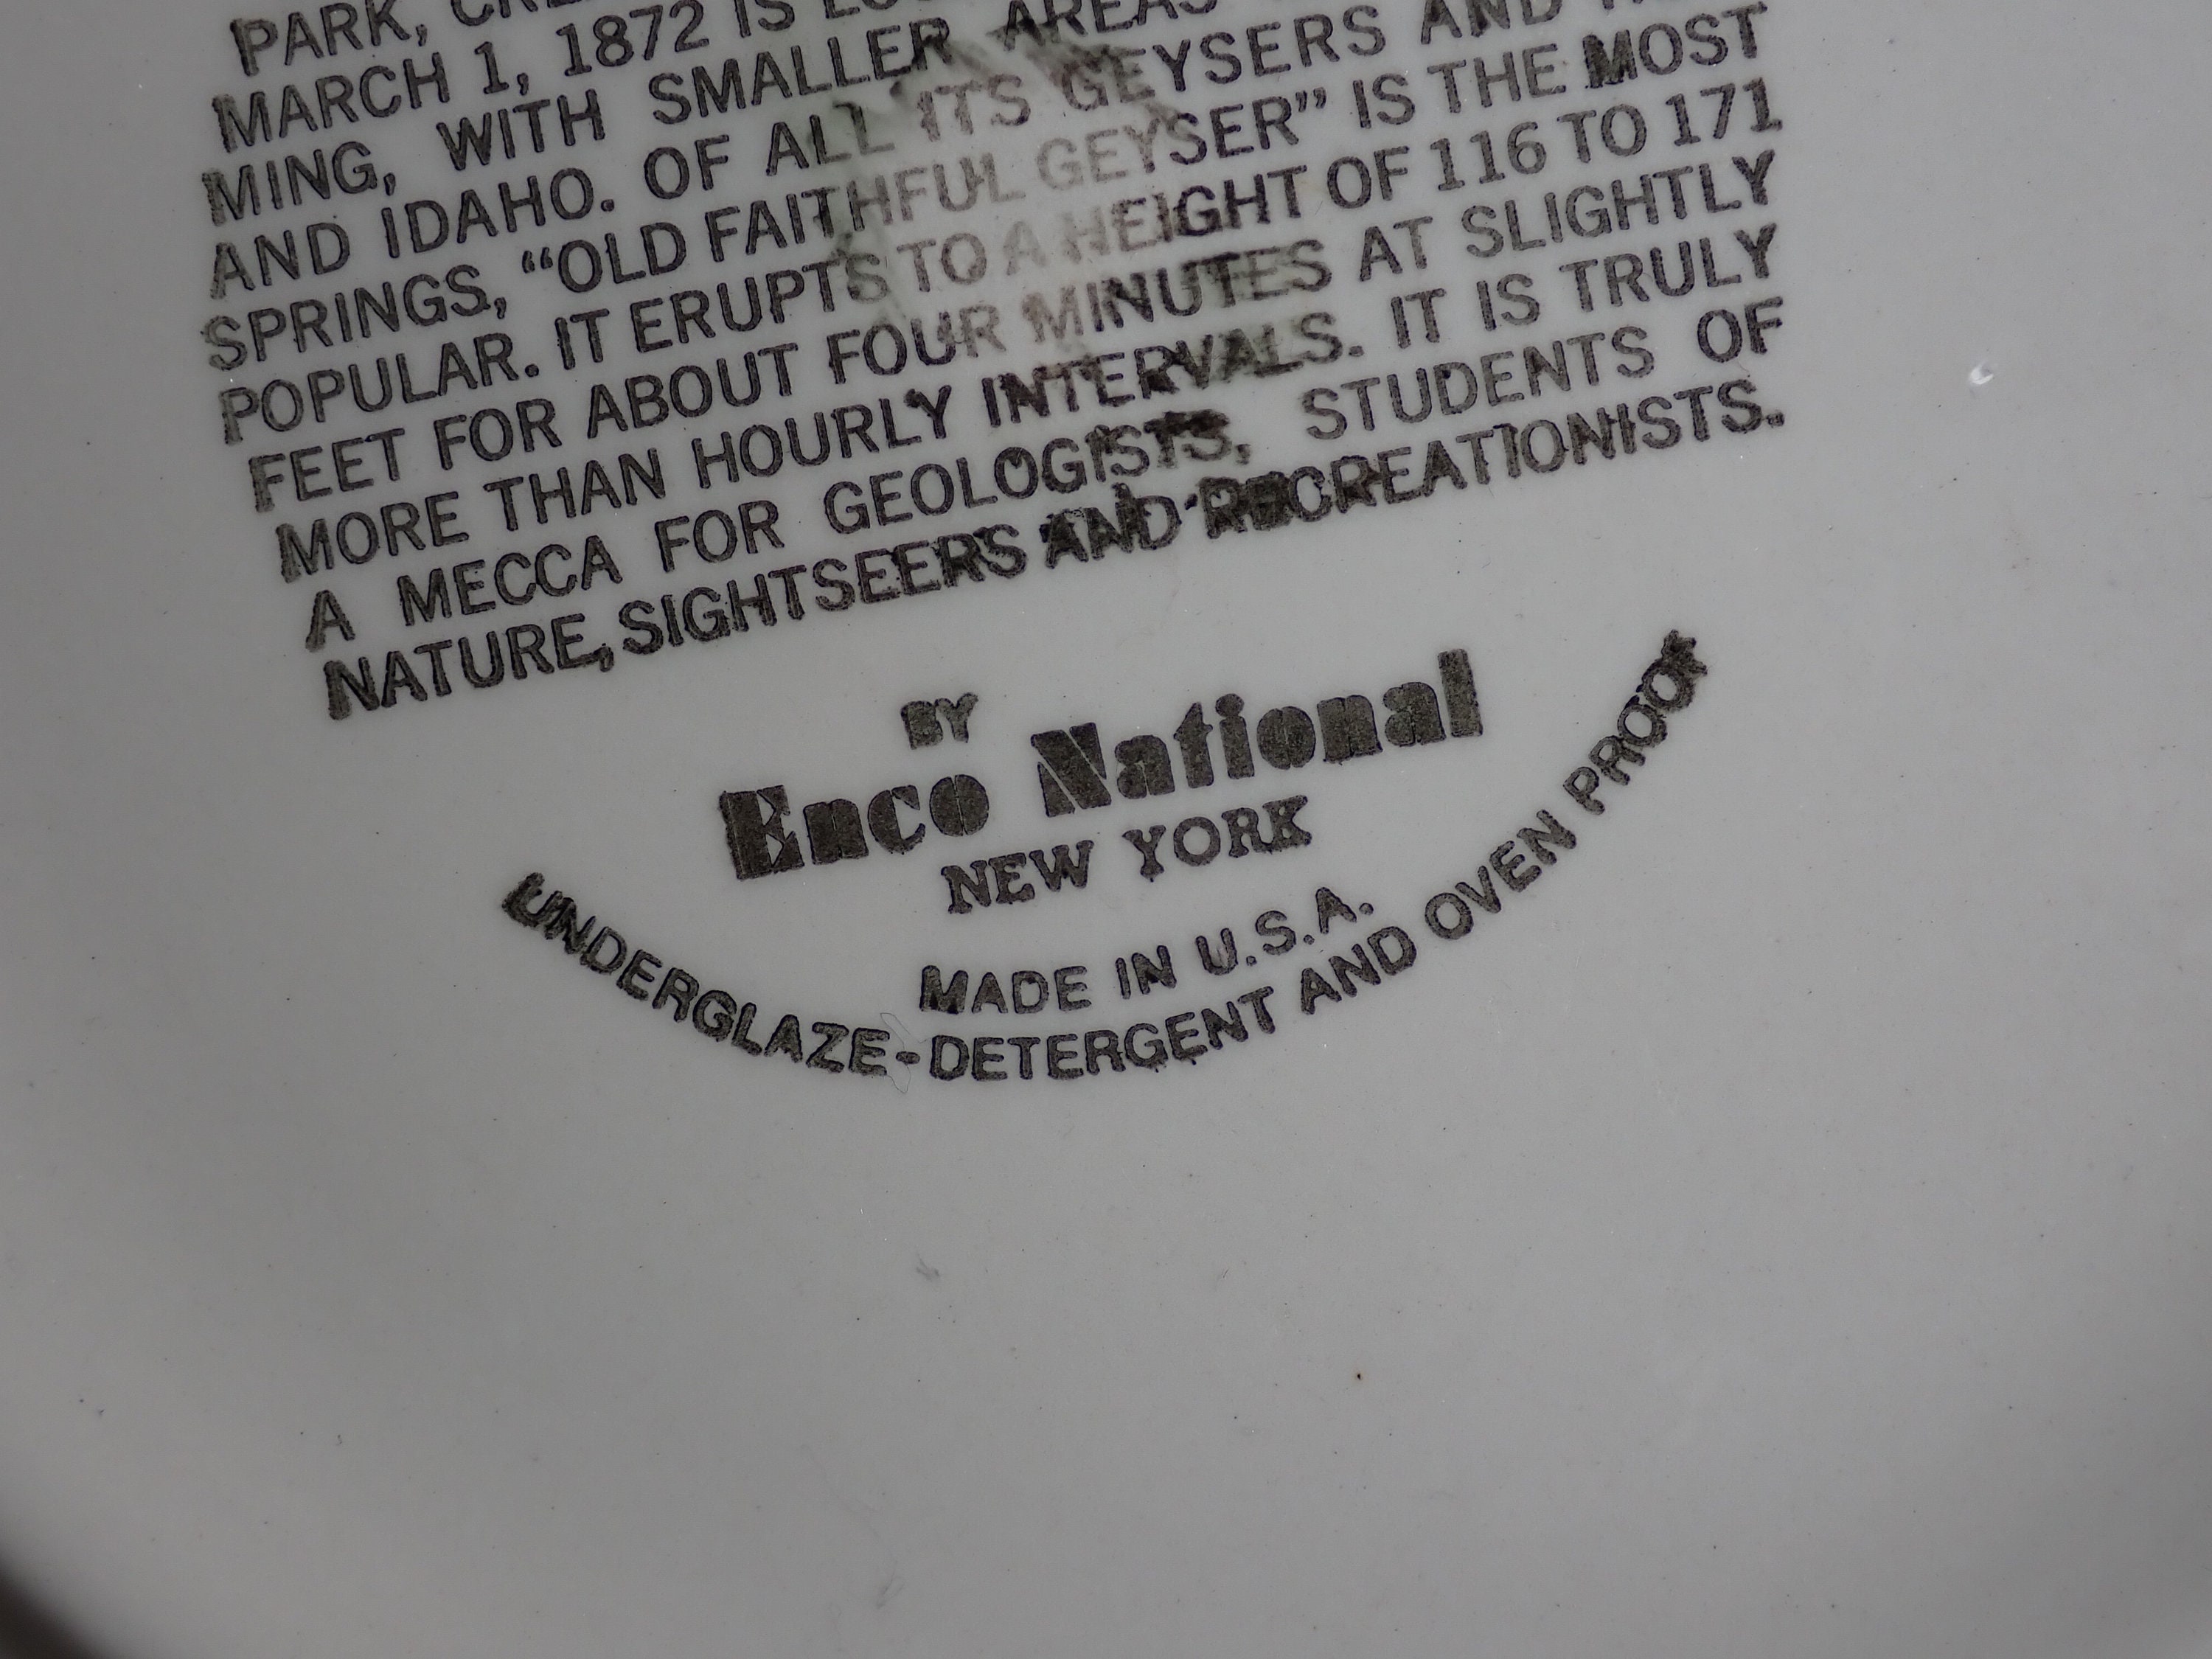 PARK,
MARCH 1, 1872 IS
MING, WITH SMALLER AREAS
AND IDAHO. OF ALL ITS GEYSERS AND
SPRINGS, “OLD FAITHFUL GEYSER” IS THE MOST
POPULAR. IT ERUPTS TO A HEIGHT OF 116 TO 171
FEET FOR ABOUT FOUR MINUTES AT SLIGHTLY
MORE THAN HOURLY INTERVALS. IT IS TRULY
A MECCA FOR GEOLOGISTS, STUDENTS OF
NATURE, SIGHTSEERS AND RECREATIONISTS.
BY
Enco National
NEW YORK
MADE IN U.S.A.
UNDERGLAZE-DETERGENT AND OVEN PROOF